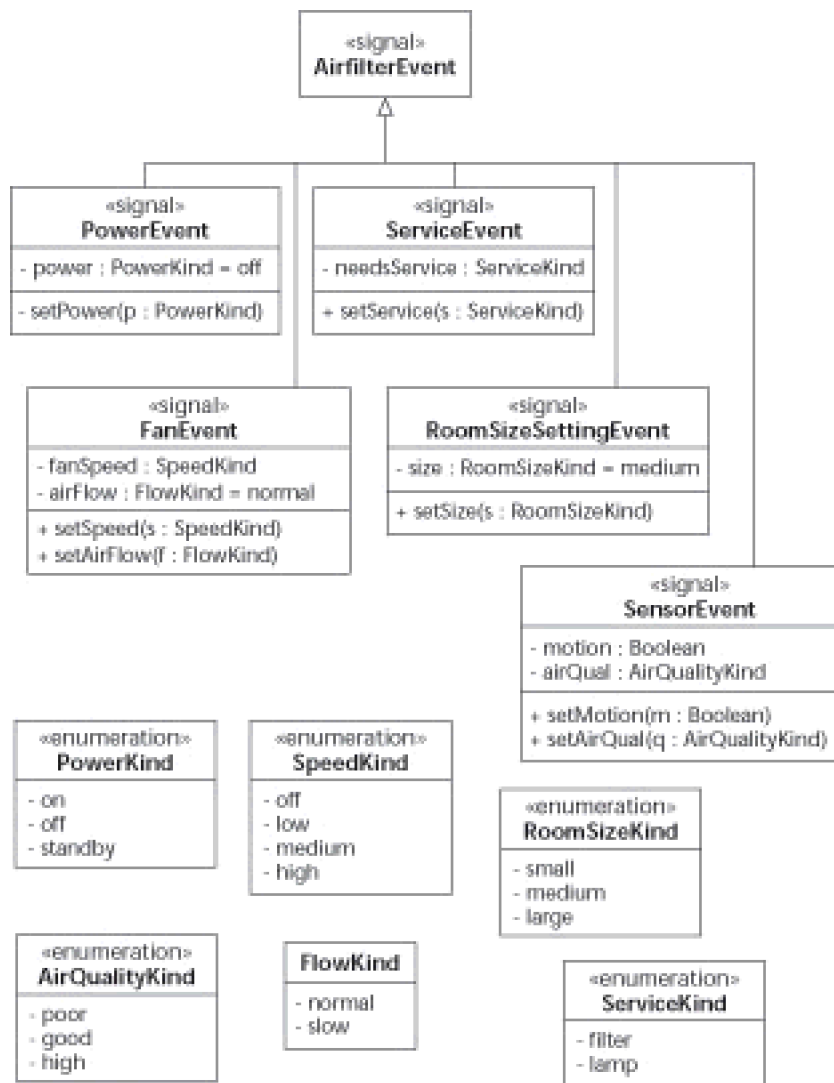 «signal»
AirfilterEvent
«signal»
PowerEvent
- power : PowerKind = off
- setPower(p : PowerKind)
«signal»
ServiceEvent
- needsService : ServiceKind
+ setService(s : ServiceKind)
«signal»
FanEvent
- fanSpeed : SpeedKind
- airFlow : FlowKind = normal
+ setSpeed(s : SpeedKind)
+ setAirFlow(f : FlowKind)
«signal»
RoomSizeSettingEvent
- size : RoomSizeKind = medium
+ setSize(s : RoomSizeKind)
«signal»
SensorEvent
- motion : Boolean
- airQual : AirQualityKind
+ setMotion(m : Boolean)
+ setAirQual(q : AirQualityKind)
«enumeration»
PowerKind
- on
- off
- standby
«enumeration»
SpeedKind
- off
- low
- medium
- high
«enumeration»
RoomSizeKind
- small
- medium
- large
«enumeration»
AirQualityKind
- poor
- good
- high
FlowKind
- normal
- slow
«enumeration»
ServiceKind
- filter
- lamp